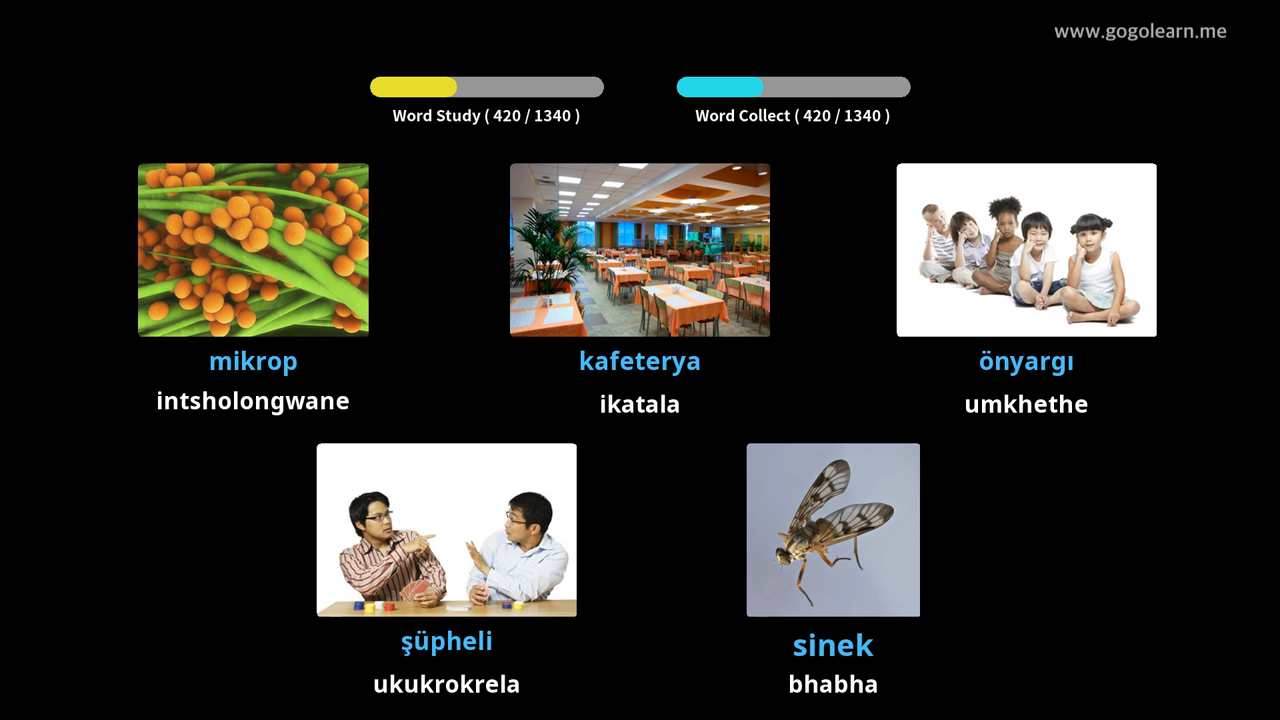 www.gogolearn.me
Word Study ( 420 / 1340 )
Word Collect ( 420 / 1340 )
mikrop
intsholongwane
kafeterya
ikatala
önyargı
umkhethe
şüpheli
ukukrokrela
sinek
bhabha